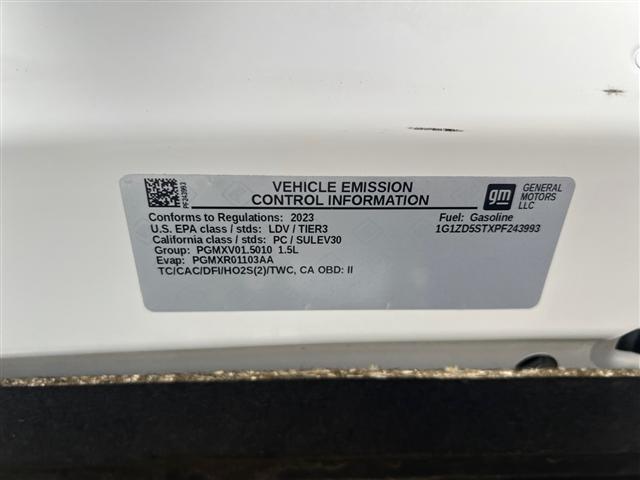 PF243993
VEHICLE EMISSION
CONTROL INFORMATION
gm
GENERAL
MOTORS
LLC
Conforms to Regulations: 2023
U.S. EPA class / stds: LDV / TIER3
California class / stds: PC / SULEV30
Group: PGMXV01.5010 1.5L
Evap: PGMXR01103AA
TC/CAC/DFI/HO2S(2)/TWC, CA OBD: II
Fuel: Gasoline
1G1ZD5STXPF243993